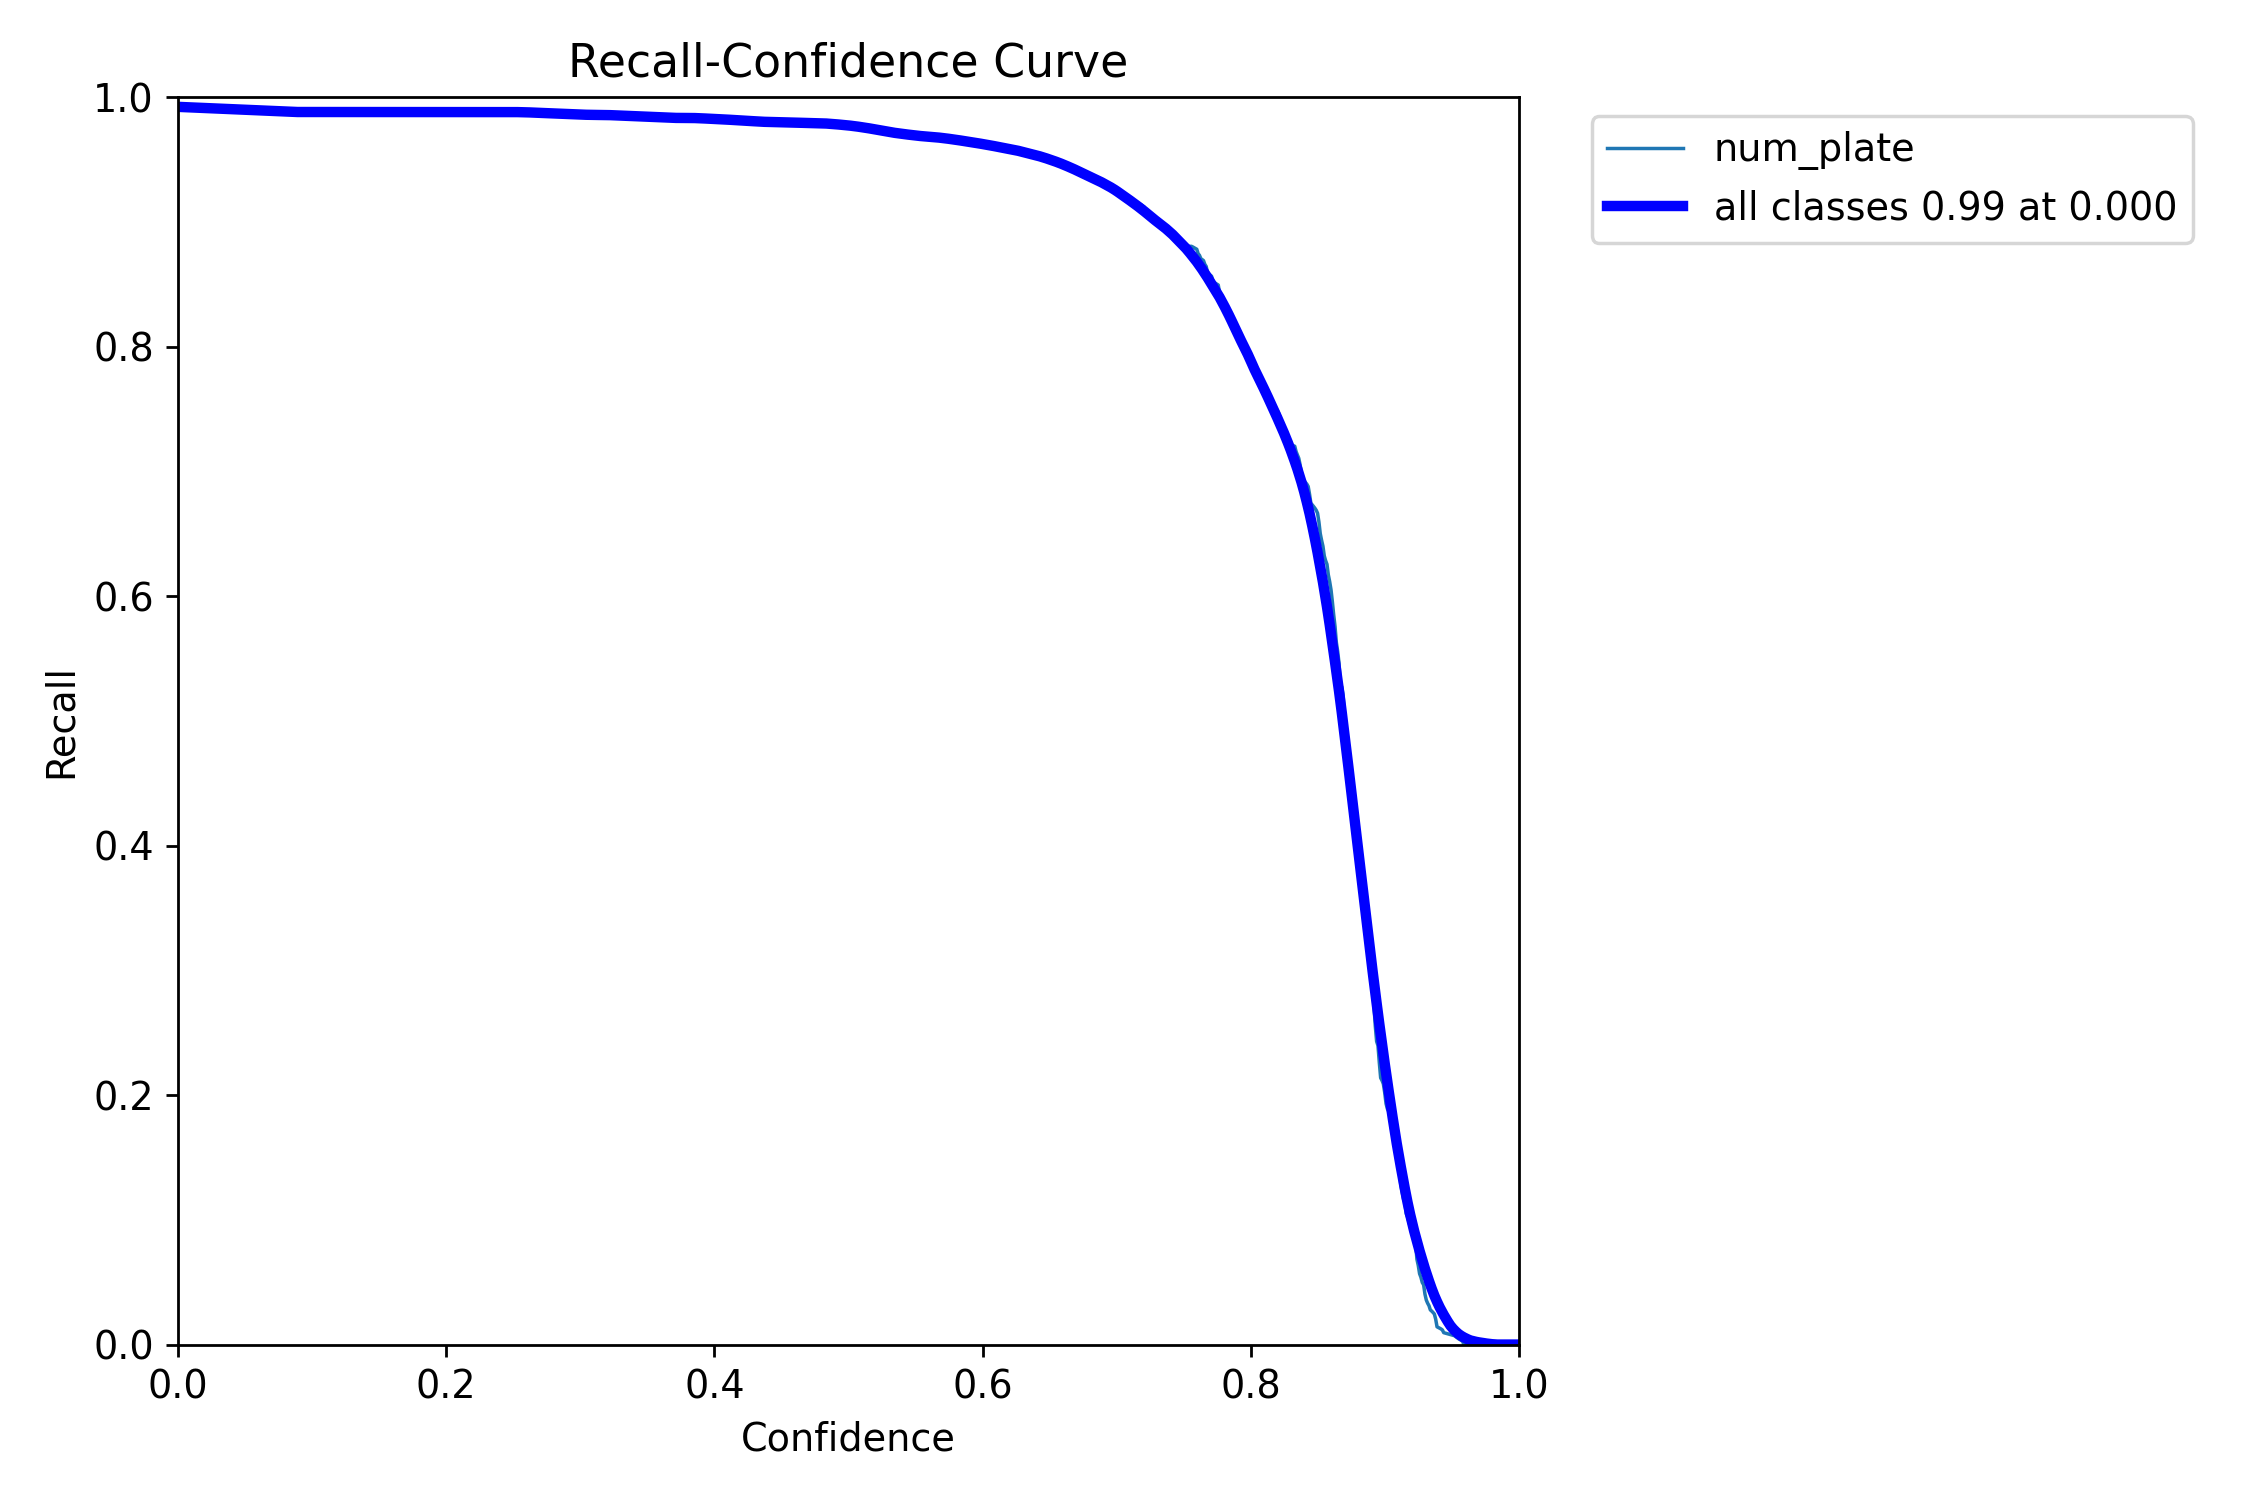 Recall-Confidence Curve
1.0
0.8
0.6
0.4
0.2
0.0
Recall
0.0 0.2 0.4 0.6 0.8 1.0
Confidence
num_plate
all classes 0.99 at 0.000